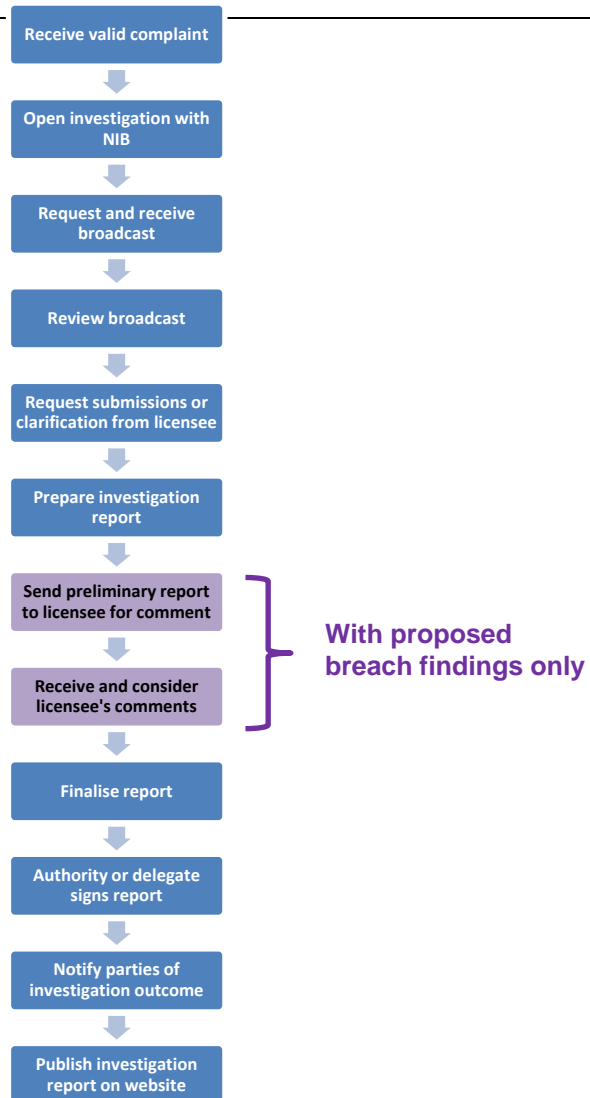 Receive valid complaint
Open investigation with
NIB
Request and receive
broadcast
Review broadcast
Request submissions or
clarification from licensee
Prepare investigation
report
Send preliminary report
to licensee for comment
With proposed
breach findings only
Receive and consider
licensee's comments
Finalise report
Authority or delegate
signs report
Notify parties of
investigation outcome
Publish investigation
report on website